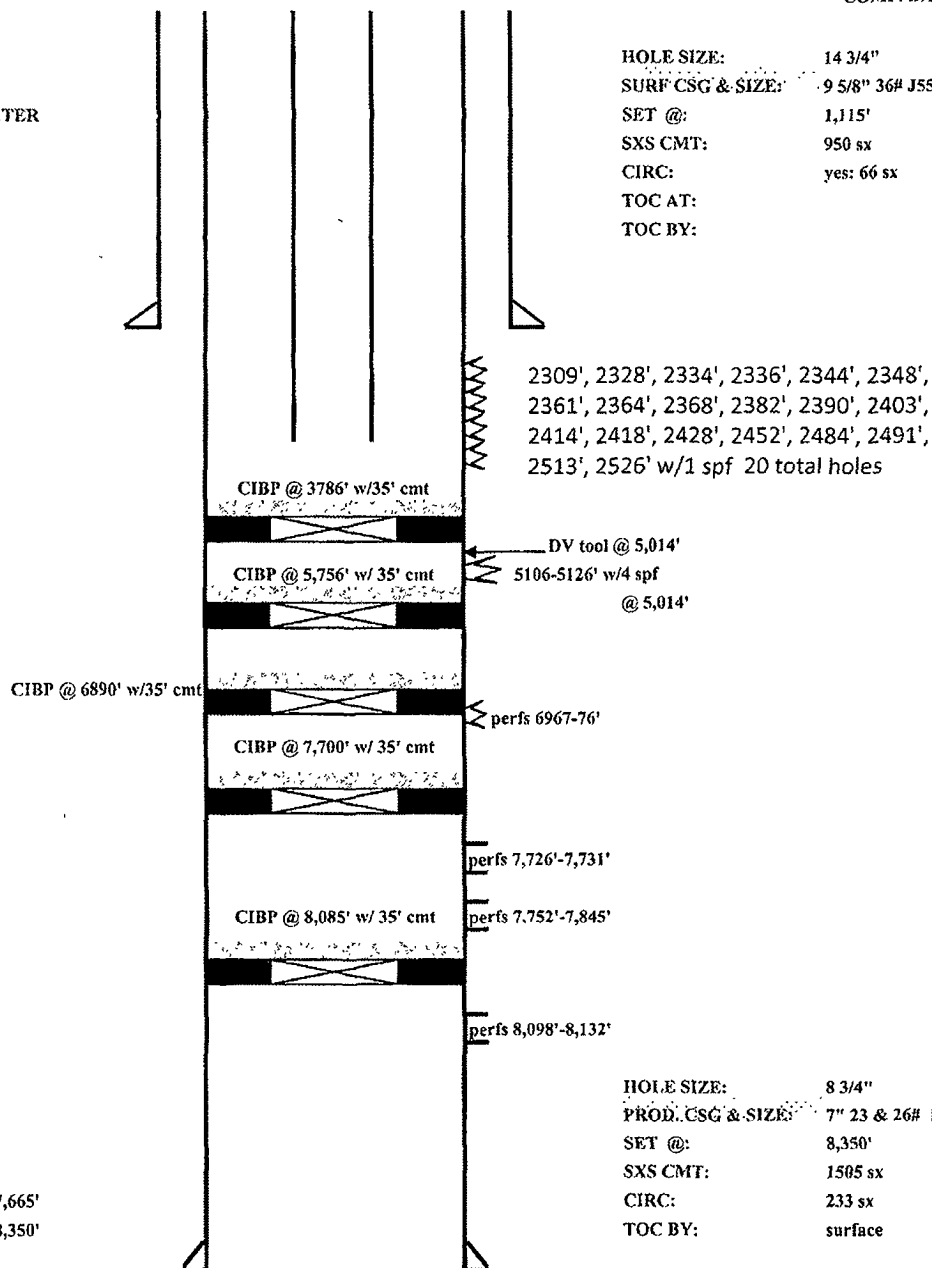 HOLE SIZE: 14 3/4"
SURF CSG & SIZE: 9 5/8" 36# J55
SET @: 1,115'
SXS CMT: 950 sx
CIRC: yes: 66 sx
TOC AT:
TOC BY:
2309', 2328', 2334', 2336', 2344', 2348',
2361', 2364', 2368', 2382', 2390', 2403',
2414', 2418', 2428', 2452', 2484', 2491',
2513', 2526' w/1 spf 20 total holes
CIBP @ 3786' w/35' cmt
DV tool @ 5,014'
CIBP @ 5,756' w/ 35' cmt
5106-5126' w/4 spf
@ 5,014'
CIBP @ 6890' w/35' cmt
perfs 6967-76'
CIBP @ 7,700' w/ 35' cmt
perfs 7,726'-7,731'
CIBP @ 8,085' w/ 35' cmt
perfs 7.752'-7,845'
perfs 8,098'-8,132'
HOLE SIZE: 8 3/4"
PROD. CSG & SIZE: 7" 23 & 26#
SET @: 8,350'
SXS CMT: 1505 sx
CIRC: 233 sx
TOC BY: surface
,665'
,350'